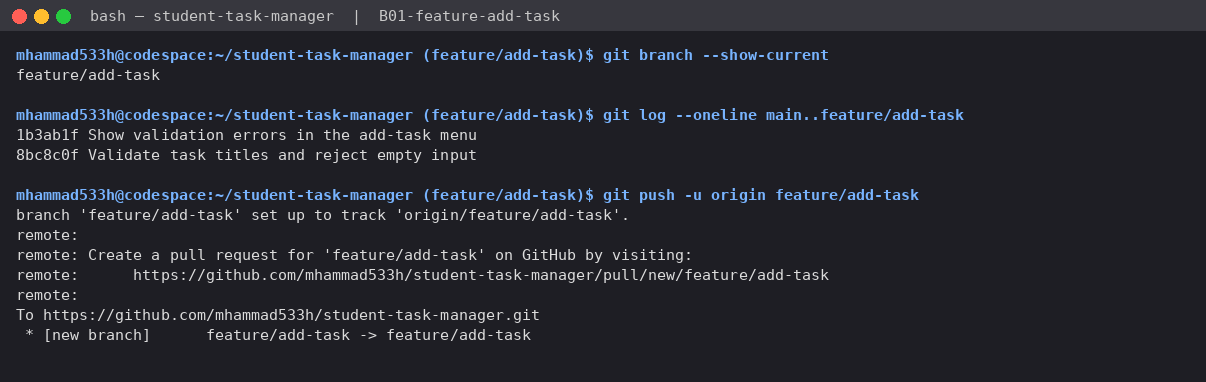 bash — student-task-manager  |  B01-feature-add-task
mhammad533h@codespace:~/student-task-manager (feature/add-task)$ git branch --show-current
feature/add-task
mhammad533h@codespace:~/student-task-manager (feature/add-task)$ git log --oneline main..feature/add-task
1b3ab1f Show validation errors in the add-task menu
8bc8c0f Validate task titles and reject empty input
mhammad533h@codespace:~/student-task-manager (feature/add-task)$ git push -u origin feature/add-task
branch 'feature/add-task' set up to track 'origin/feature/add-task'.
remote:
remote: Create a pull request for 'feature/add-task' on GitHub by visiting:
remote:      https://github.com/mhammad533h/student-task-manager/pull/new/feature/add-task
remote:
To https://github.com/mhammad533h/student-task-manager.git
 * [new branch]      feature/add-task -> feature/add-task